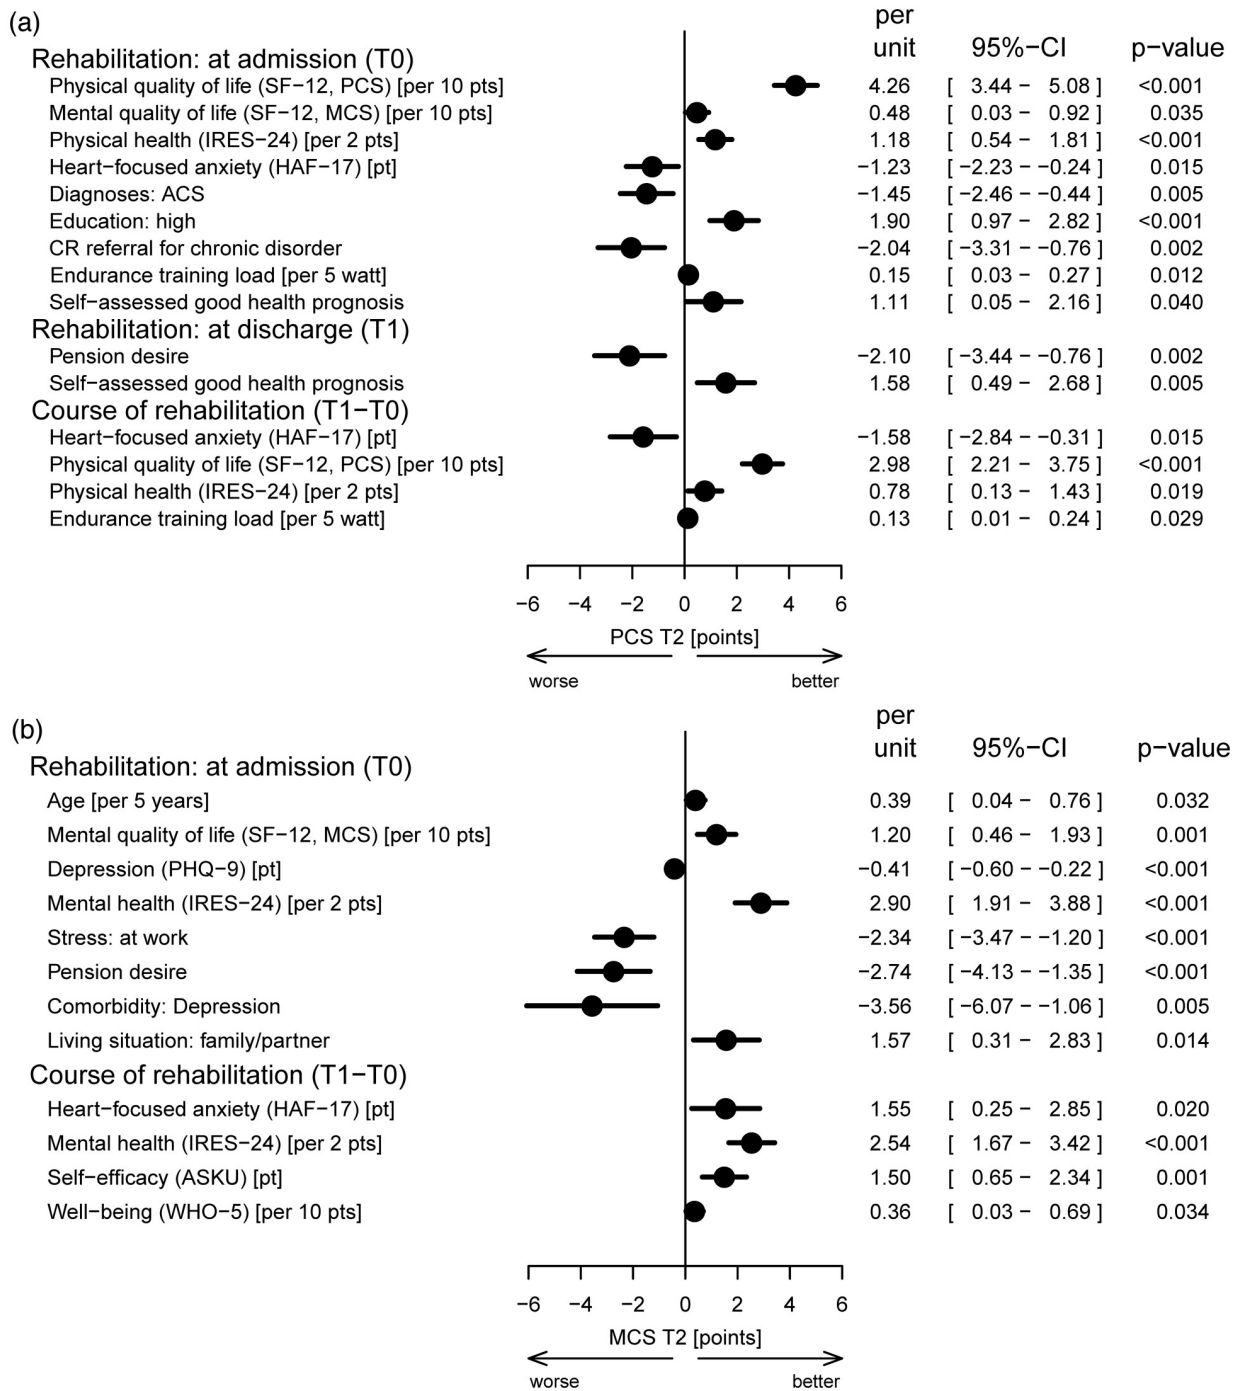 (a)
per
unit 95%−CI p−value
Rehabilitation: at admission (T0)
Physical quality of life (SF−12, PCS) [per 10 pts] 4.26 [ 3.44 − 5.08 ] <0.001
Mental quality of life (SF−12, MCS) [per 10 pts] 0.48 [ 0.03 − 0.92 ] 0.035
Physical health (IRES−24) [per 2 pts] 1.18 [ 0.54 − 1.81 ] <0.001
Heart−focused anxiety (HAF−17) [pt] −1.23 [ −2.23 − −0.24 ] 0.015
Diagnoses: ACS −1.45 [ −2.46 − −0.44 ] 0.005
Education: high 1.90 [ 0.97 − 2.82 ] <0.001
CR referral for chronic disorder −2.04 [ −3.31 − −0.76 ] 0.002
Endurance training load [per 5 watt] 0.15 [ 0.03 − 0.27 ] 0.012
Self−assessed good health prognosis 1.11 [ 0.05 − 2.16 ] 0.040
Rehabilitation: at discharge (T1)
Pension desire −2.10 [ −3.44 − −0.76 ] 0.002
Self−assessed good health prognosis 1.58 [ 0.49 − 2.68 ] 0.005
Course of rehabilitation (T1−T0)
Heart−focused anxiety (HAF−17) [pt] −1.58 [ −2.84 − −0.31 ] 0.015
Physical quality of life (SF−12, PCS) [per 10 pts] 2.98 [ 2.21 − 3.75 ] <0.001
Physical health (IRES−24) [per 2 pts] 0.78 [ 0.13 − 1.43 ] 0.019
Endurance training load [per 5 watt] 0.13 [ 0.01 − 0.24 ] 0.029
−6 −4 −2 0 2 4 6
PCS T2 [points]
worse better
(b)
per
unit 95%−CI p−value
Rehabilitation: at admission (T0)
Age [per 5 years] 0.39 [ 0.04 − 0.76 ] 0.032
Mental quality of life (SF−12, MCS) [per 10 pts] 1.20 [ 0.46 − 1.93 ] 0.001
Depression (PHQ−9) [pt] −0.41 [ −0.60 − −0.22 ] <0.001
Mental health (IRES−24) [per 2 pts] 2.90 [ 1.91 − 3.88 ] <0.001
Stress: at work −2.34 [ −3.47 − −1.20 ] <0.001
Pension desire −2.74 [ −4.13 − −1.35 ] <0.001
Comorbidity: Depression −3.56 [ −6.07 − −1.06 ] 0.005
Living situation: family/partner 1.57 [ 0.31 − 2.83 ] 0.014
Course of rehabilitation (T1−T0)
Heart−focused anxiety (HAF−17) [pt] 1.55 [ 0.25 − 2.85 ] 0.020
Mental health (IRES−24) [per 2 pts] 2.54 [ 1.67 − 3.42 ] <0.001
Self−efficacy (ASKU) [pt] 1.50 [ 0.65 − 2.34 ] 0.001
Well−being (WHO−5) [per 10 pts] 0.36 [ 0.03 − 0.69 ] 0.034
−6 −4 −2 0 2 4 6
MCS T2 [points]
worse better